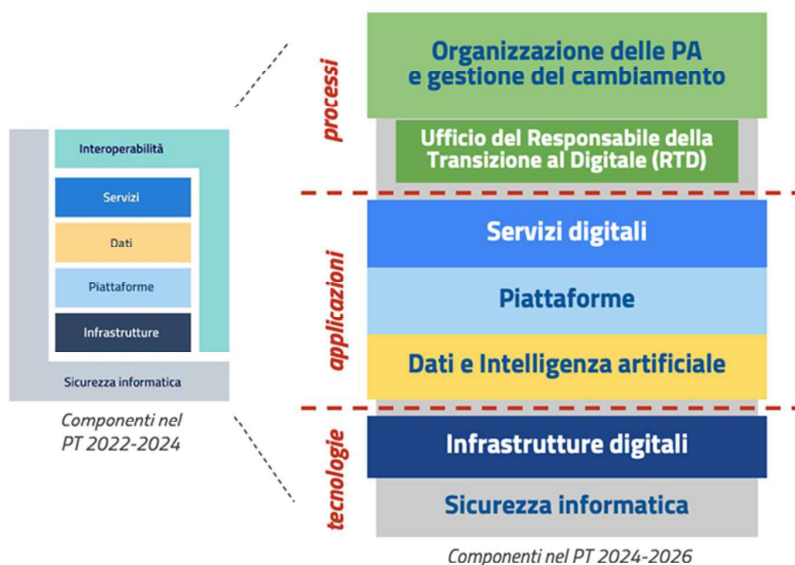 Interoperabilità
Servizi
Dati
Piattaforme
Infrastrutture
Sicurezza informatica
Componenti nel
PT 2022-2024
processi
Organizzazione delle PA
e gestione del cambiamento
Ufficio del Responsabile della
Transizione al Digitale (RTD)
applicazioni
Servizi digitali
Piattaforme
Dati e Intelligenza artificiale
tecnologie
Infrastrutture digitali
Sicurezza informatica
Componenti nel PT 2024-2026